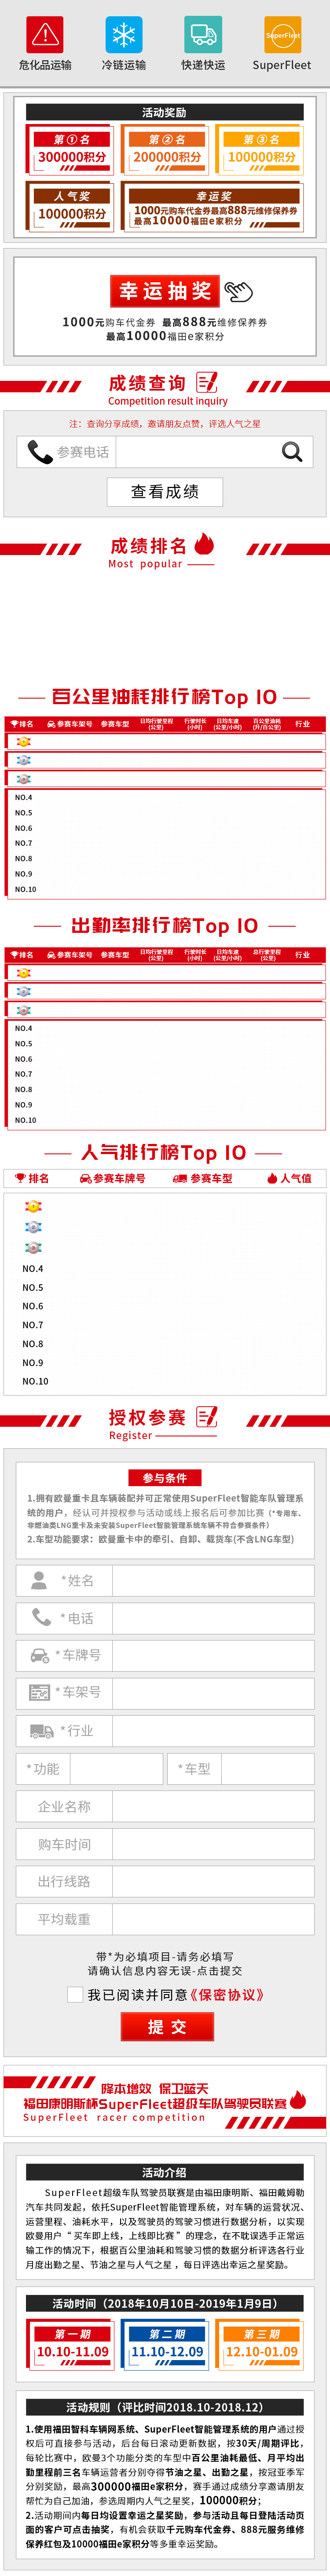 危化品运输 冷链运输 快递快运 SuperFleet
SuperFleet
活动奖励
第①名 第②名 第③名
300000积分 200000积分 100000积分
人气奖 幸运奖
100000积分 1000元购车代金券最高888元维修保养券
最高10000福田e家积分
幸运抽奖
1000元购车代金券 最高888元维修保养券
最高10000福田e家积分
成绩查询
Competition result inquiry
注：查询分享成绩，邀请朋友点赞，评选人气之星
参赛电话
查看成绩
成绩排名
Most popular
百公里油耗排行榜Top 10
排名 参赛车架号 参赛车型 日均行驶里程(公里) 行驶时长(小时) 日均车速(公里/小时) 百公里油耗(升/百公里) 行业
NO.4
NO.5
NO.6
NO.7
NO.8
NO.9
NO.10
出勤率排行榜Top 10
排名 参赛车架号 参赛车型 日均行驶里程(公里) 行驶时长(小时) 日均车速(公里/小时) 总行驶里程(公里) 行业
NO.4
NO.5
NO.6
NO.7
NO.8
NO.9
NO.10
人气排行榜Top 10
排名 参赛车牌号 参赛车型 人气值
NO.4
NO.5
NO.6
NO.7
NO.8
NO.9
NO.10
授权参赛
Register
参与条件
1.拥有欧曼重卡且车辆装配并可正常使用SuperFleet智能车队管理系
统的用户，经认可并授权参与活动或线上报名后可参加比赛（*专用车、
非燃油类LNG重卡及未安装SuperFleet智能管理系统车辆不符合参赛条件）
2.车型功能要求：欧曼重卡中的牵引、自卸、载货车(不含LNG车型)
*姓名
*电话
*车牌号
*车架号
*行业
*功能 *车型
企业名称
购车时间
出行线路
平均载重
带*为必填项目-请务必填写
请确认信息内容无误-点击提交
我已阅读并同意《保密协议》
提交
降本增效 保卫蓝天
福田康明斯杯SuperFleet超级车队驾驶员联赛
SuperFleet racer competition
活动介绍
SuperFleet超级车队驾驶员联赛是由福田康明斯、福田戴姆勒
汽车共同发起，依托SuperFleet智能管理系统，对车辆的运营状况、
运营里程、油耗水平，以及驾驶员的驾驶习惯进行数据分析，以实现
欧曼用户“买车即上线，上线即比赛”的理念，在不耽误选手正常运
输工作的情况下，根据百公里油耗和驾驶习惯的数据分析评选各行业
月度出勤之星、节油之星与人气之星，每日评选出幸运之星奖励。
活动时间（2018年10月10日-2019年1月9日）
第一期 第二期 第三期
10.10-11.09 11.10-12.09 12.10-01.09
活动规则（评比时间2018.10-2018.12）
1.使用福田智科车辆网系统、SuperFleet智能管理系统的用户通过授
权后可直接参与活动，后台每日滚动更新数据，按30天/周期评比，
每轮比赛中，欧曼3个功能分类的车型中百公里油耗最低、月平均出
勤里程前三名车辆运营者分别夺得节油之星、出勤之星，按冠亚季军
分别奖励，最高300000福田e家积分，赛手通过成绩分享邀请朋友
帮忙为自己加油，参选周期内人气之星奖，100000积分；
2.活动期间内每日均设置幸运之星奖励，参与活动且每日登陆活动页
面的客户可点击抽奖，有机会获取千元购车代金券、888元服务维修
保养红包及10000福田e家积分等多重幸运奖励。